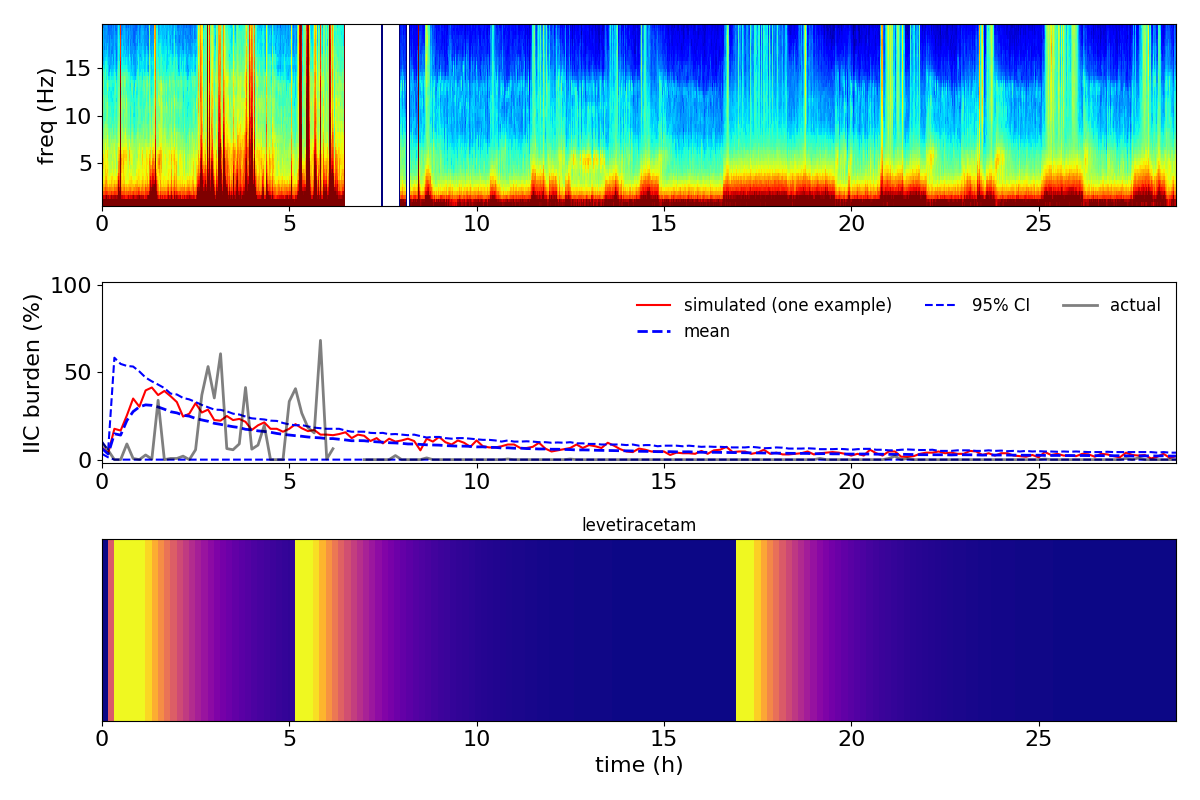 freq (Hz)
15
10
5
0 5 10 15 20 25
IIC burden (%)
100
50
0
simulated (one example) 95% CI actual
mean
0 5 10 15 20 25
levetiracetam
0 5 10 15 20 25
time (h)